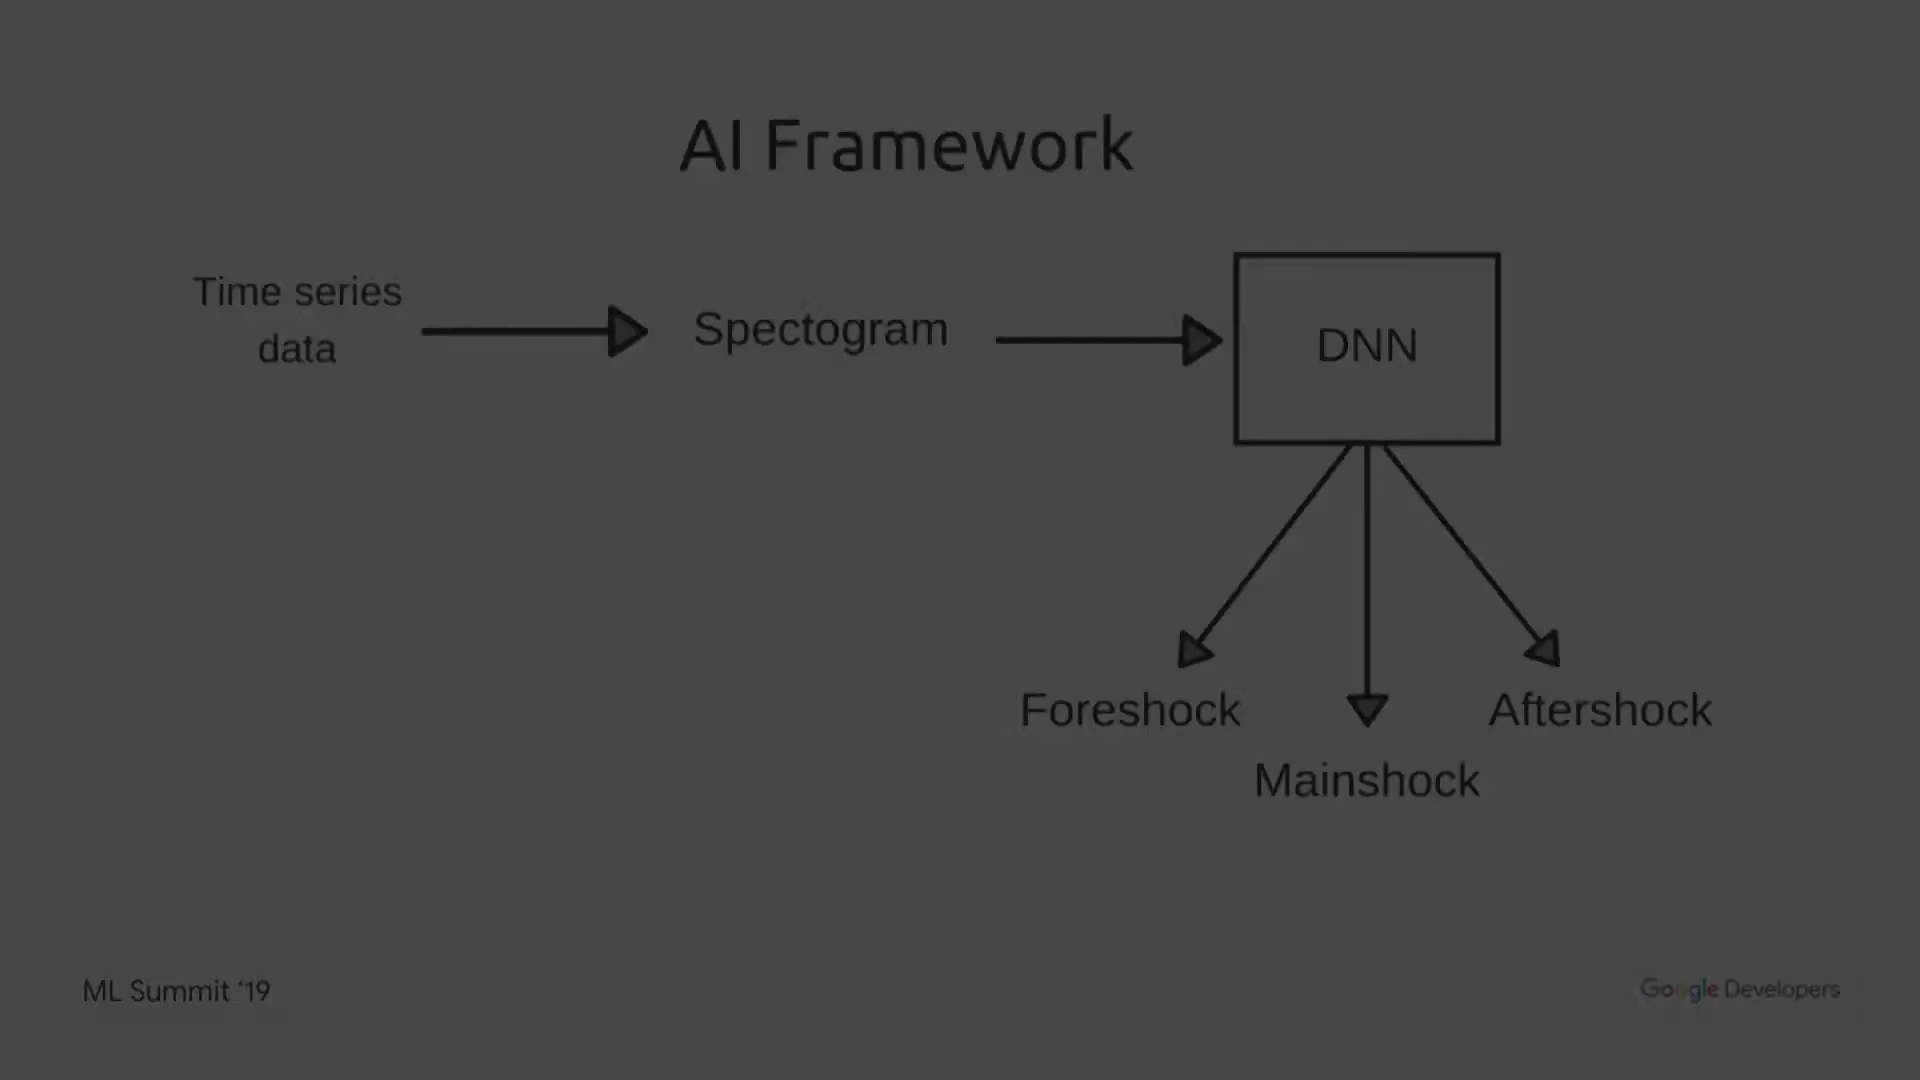 AI Framework
Time series
data
Spectogram
DNN
Foreshock
Aftershock
Mainshock
ML Summit ‘19
Google Developers